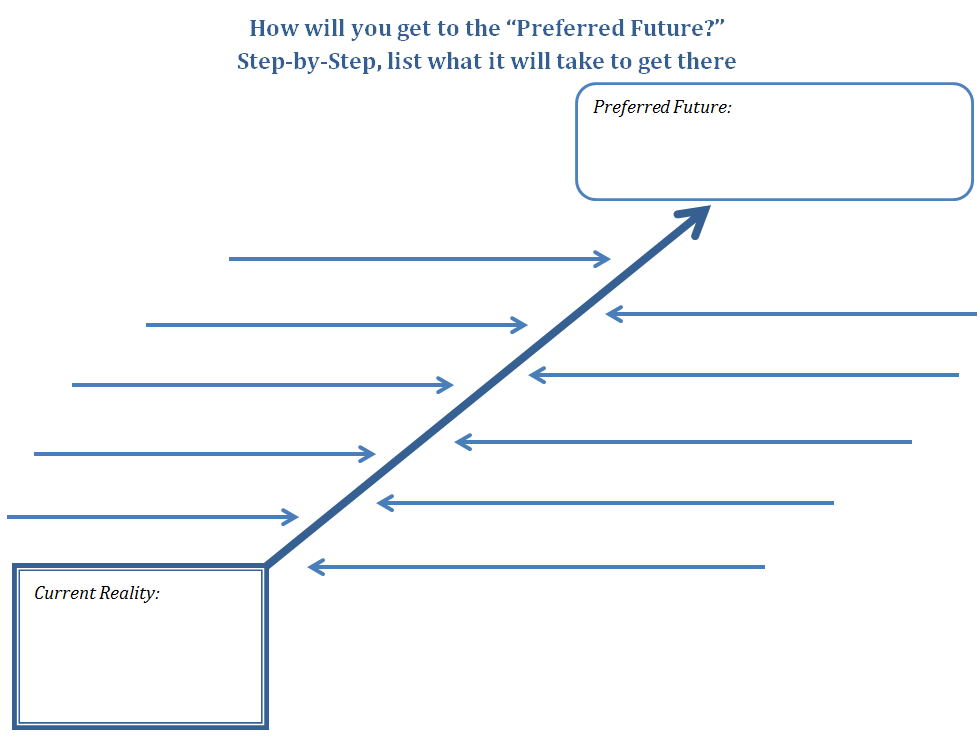 How will you get to the “Preferred Future?”
Step-by-Step, list what it will take to get there
Preferred Future:
Current Reality: